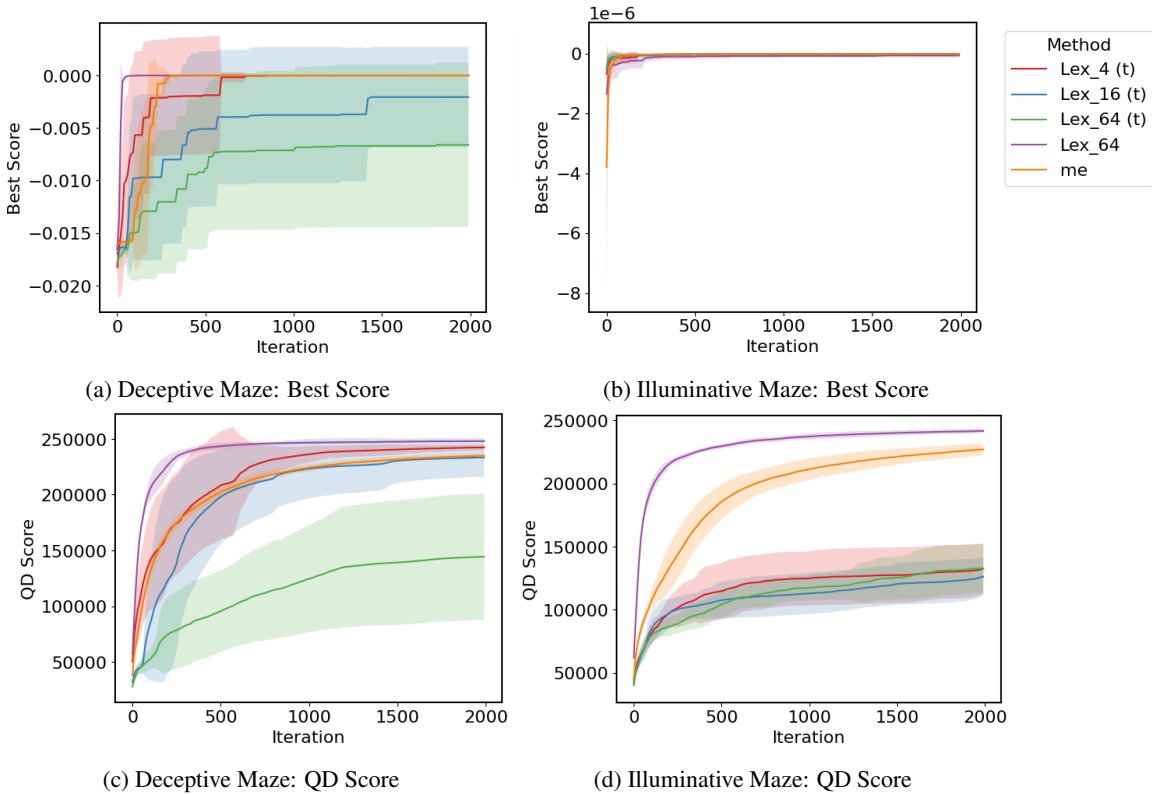 1e−6
0.000
−0.005
−0.010
−0.015
−0.020
Best Score
0
500
1000
1500
2000
Iteration
(a) Deceptive Maze: Best Score
0
−2
−4
−6
−8
Best Score
0
500
1000
1500
2000
Iteration
(b) Illuminative Maze: Best Score
Method
Lex_4 (t)
Lex_16 (t)
Lex_64 (t)
Lex_64
me
250000
200000
150000
100000
50000
QD Score
0
500
1000
1500
2000
Iteration
(c) Deceptive Maze: QD Score
250000
200000
150000
100000
50000
QD Score
0
500
1000
1500
2000
Iteration
(d) Illuminative Maze: QD Score